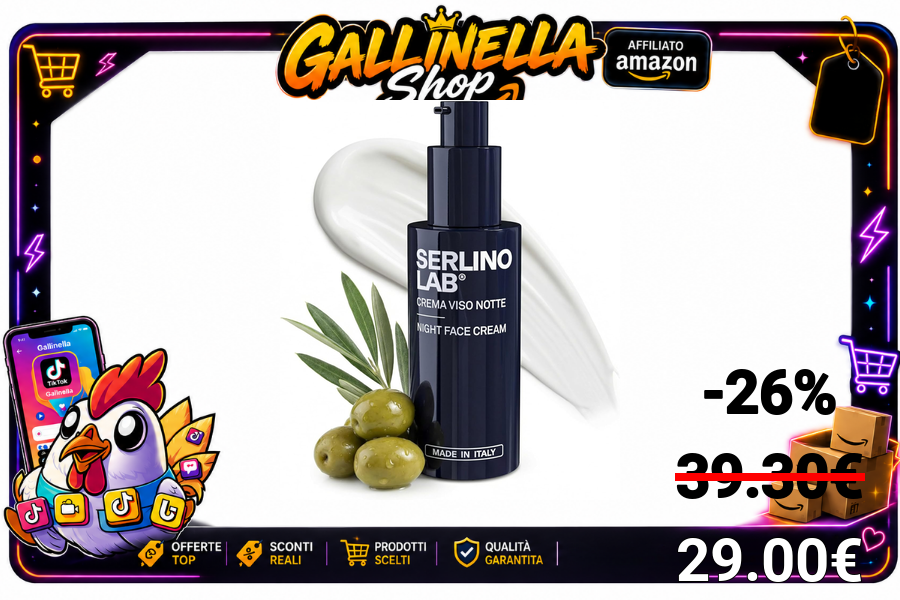 GALLINELLA
Shop
AFFILIATO
amazon
SERLINO
LAB®
CREMA VISO NOTTE
NIGHT FACE CREAM
MADE IN ITALY
Gallinella
TikTok
Gallinella
-26%
39.30€
29.00€
OFFERTE
TOP
SCONTI
REALI
PRODOTTI
SCELTI
QUALITÀ
GARANTITA